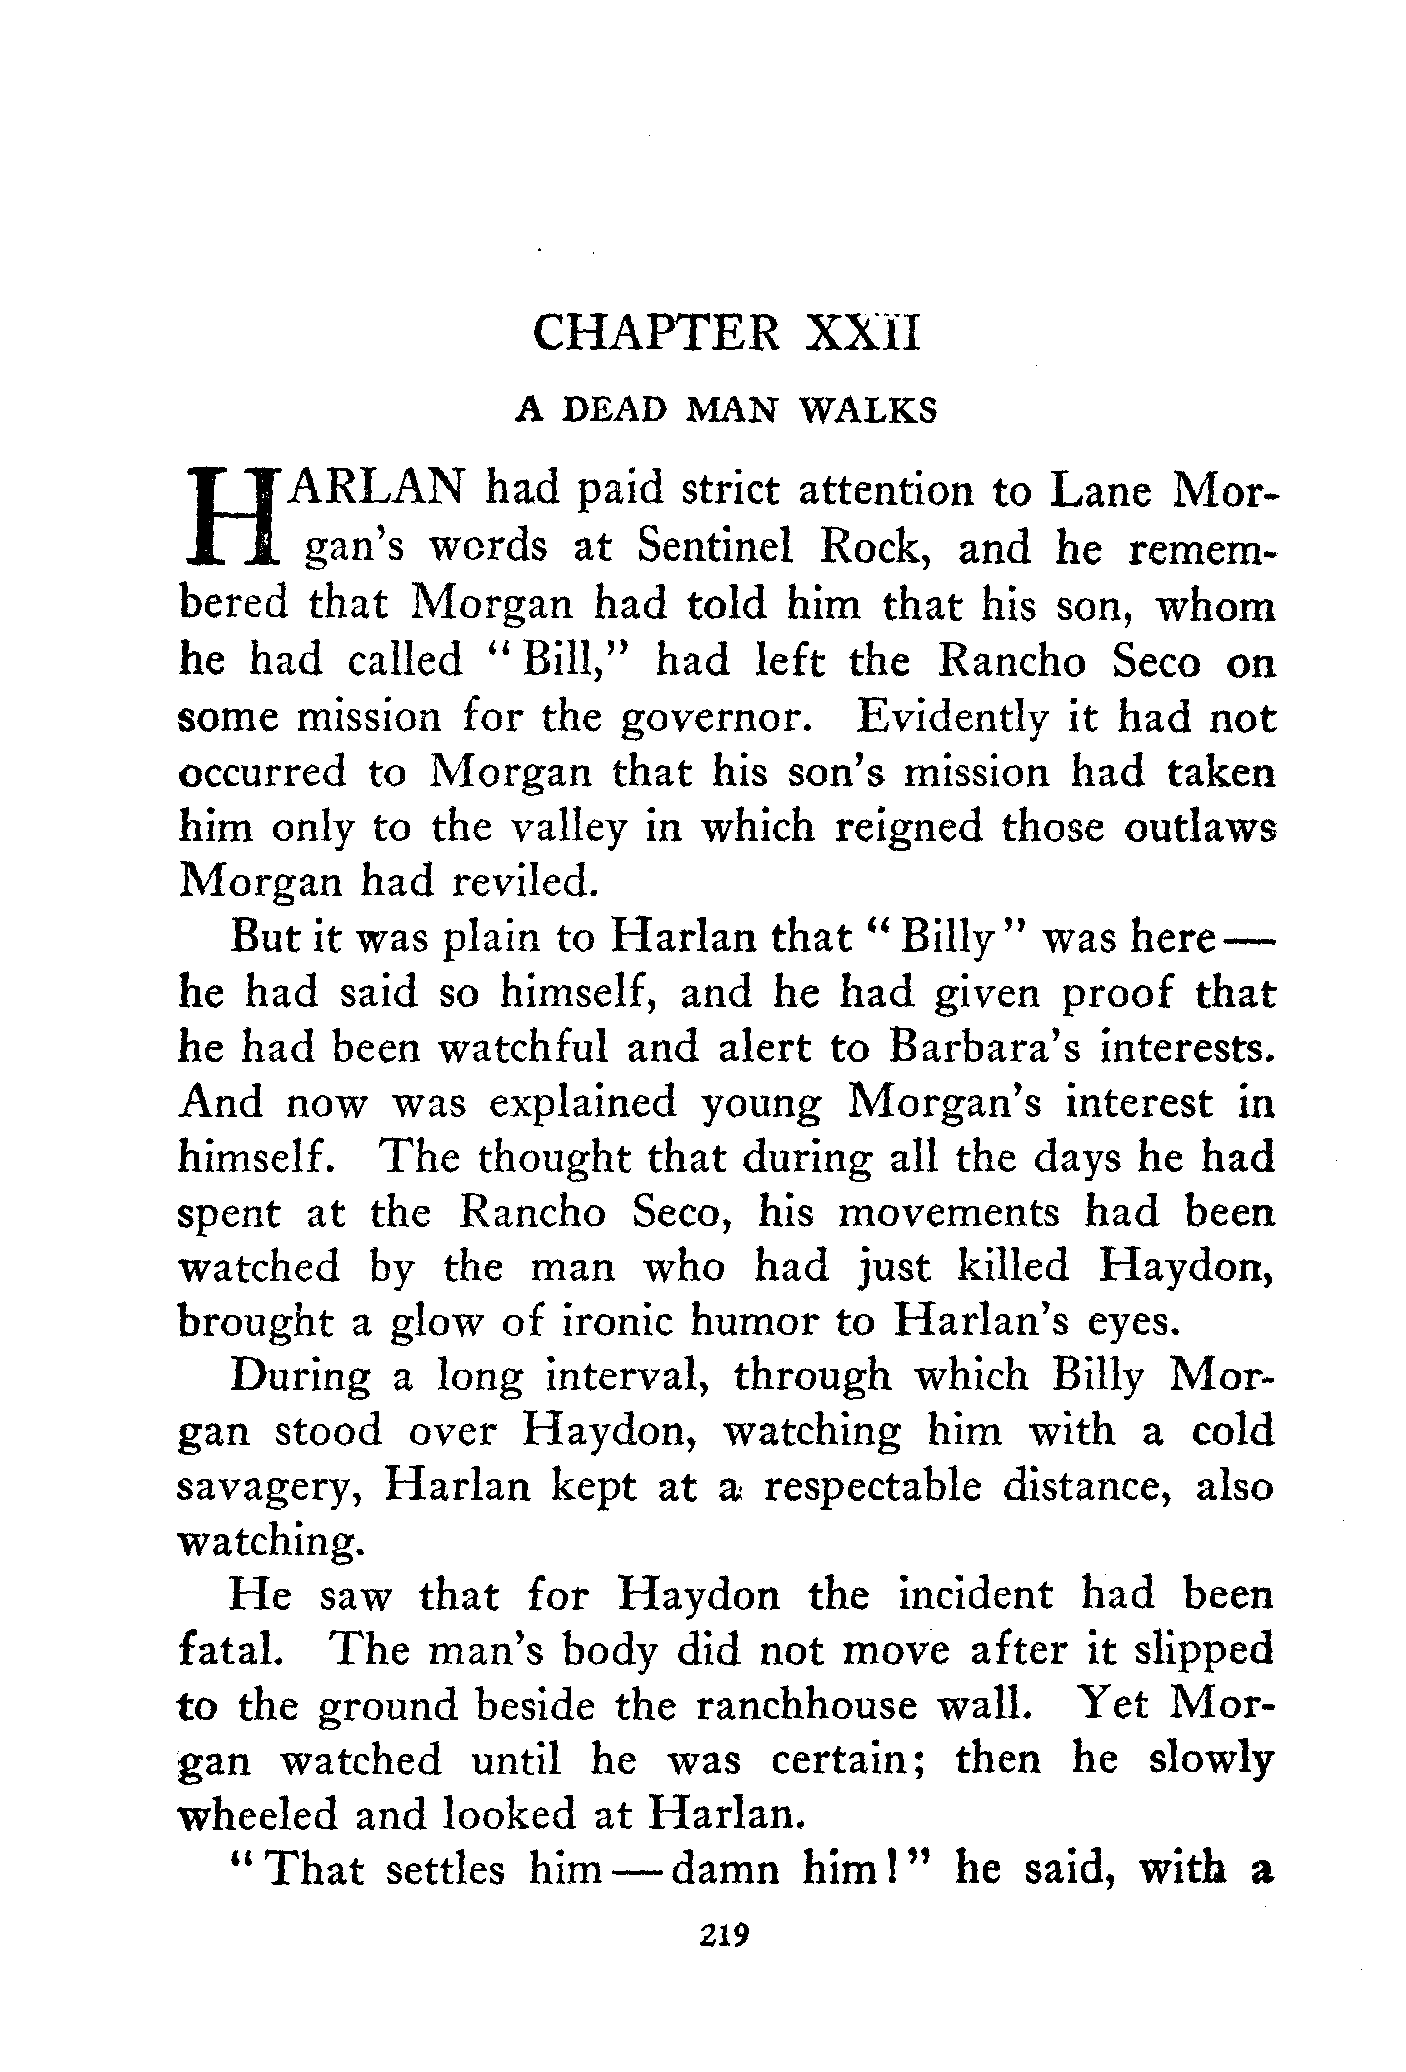 CHAPTER XXII
A DEAD MAN WALKS
HARLAN had paid strict attention to Lane Mor-
gan's words at Sentinel Rock, and he remem-
bered that Morgan had told him that his son, whom
he had called "Bill," had left the Rancho Seco on
some mission for the governor. Evidently it had not
occurred to Morgan that his son's mission had taken
him only to the valley in which reigned those outlaws
Morgan had reviled.
But it was plain to Harlan that "Billy" was here—
he had said so himself, and he had given proof that
he had been watchful and alert to Barbara's interests.
And now was explained young Morgan's interest in
himself. The thought that during all the days he had
spent at the Rancho Seco, his movements had been
watched by the man who had just killed Haydon,
brought a glow of ironic humor to Harlan's eyes.
During a long interval, through which Billy Mor-
gan stood over Haydon, watching him with a cold
savagery, Harlan kept at a respectable distance, also
watching.
He saw that for Haydon the incident had been
fatal. The man's body did not move after it slipped
to the ground beside the ranchhouse wall. Yet Mor-
gan watched until he was certain; then he slowly
wheeled and looked at Harlan.
"That settles him—damn him!" he said, with a
219